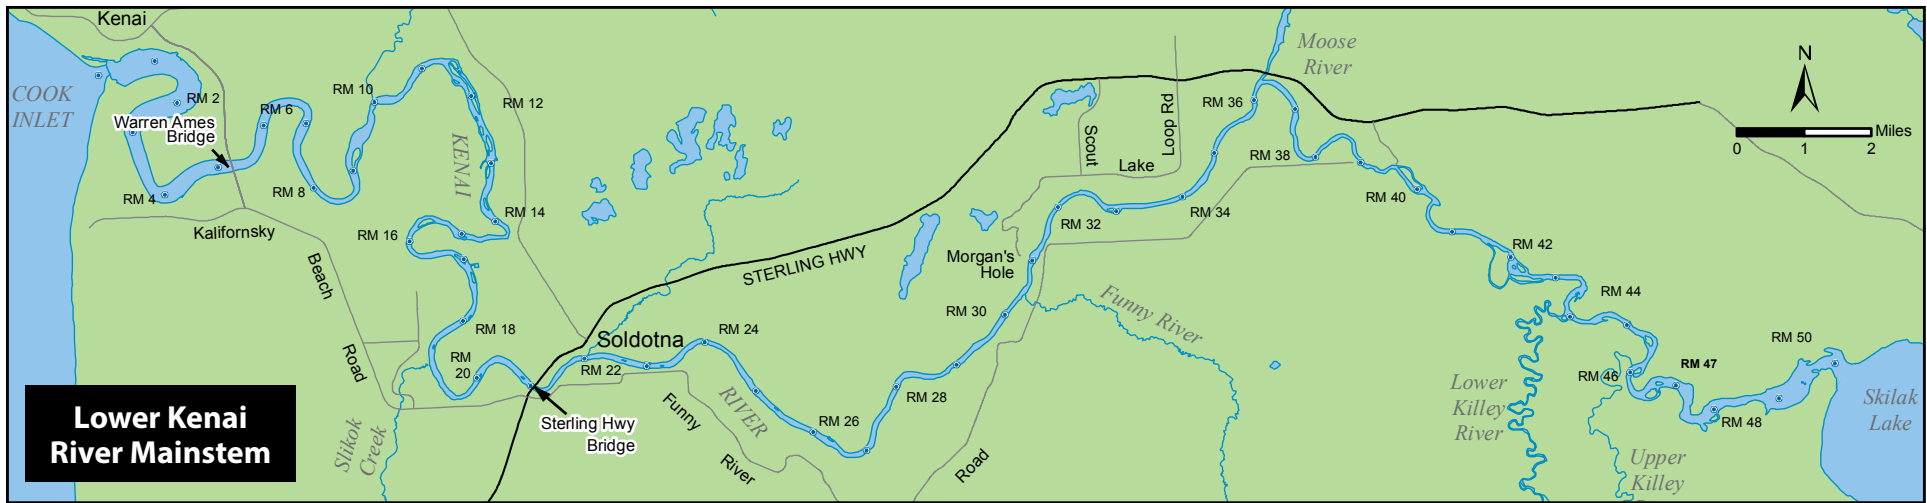 Kenai
COOK
INLET
RM 2
Warren Ames
Bridge
RM 4
RM 6
RM 8
RM 10
RM 12
KENAI
RM 14
RM 16
Kalifornsky
Beach
Road
RM 18
RM
20
Slikok
Creek
Soldotna
Sterling Hwy
Bridge
RM 22
RM 24
RIVER
Funny
River
Road
RM 26
RM 28
RM 30
STERLING HWY
Morgan's
Hole
Funny River
RM 32
Scout
Lake
Loop Rd
RM 34
RM 36
Moose
River
RM 38
RM 40
RM 42
RM 44
Lower
Killey
River
RM 46
RM 47
RM 48
RM 50
Upper
Killey
Skilak
Lake
N
Miles
0 1 2
Lower Kenai
River Mainstem